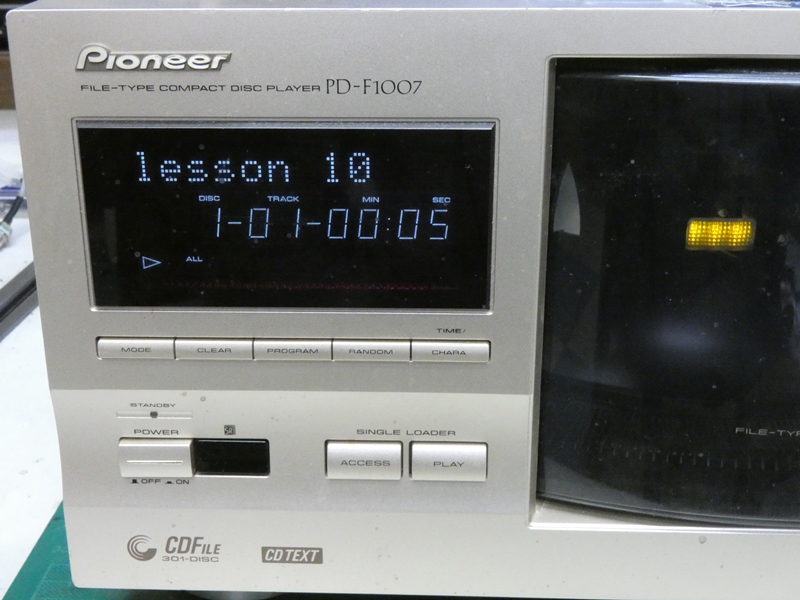 Pioneer
FILE-TYPE COMPACT DISC PLAYER PD-F1007
lesson 10
DISC TRACK MIN SEC
1-01-00:05
ALL
TIME/
MODE CLEAR PROGRAM RANDOM CHARA
STANDBY
POWER
OFF ON
SINGLE LOADER
ACCESS PLAY
FILE-TYP
CDFILE
301-DISC
CD TEXT